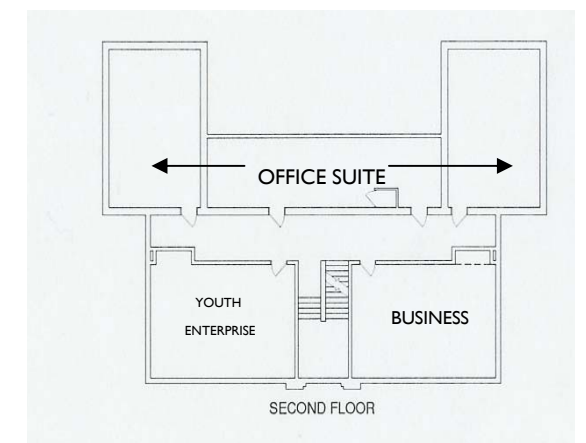 OFFICE SUITE
YOUTH
ENTERPRISE
BUSINESS
SECOND FLOOR